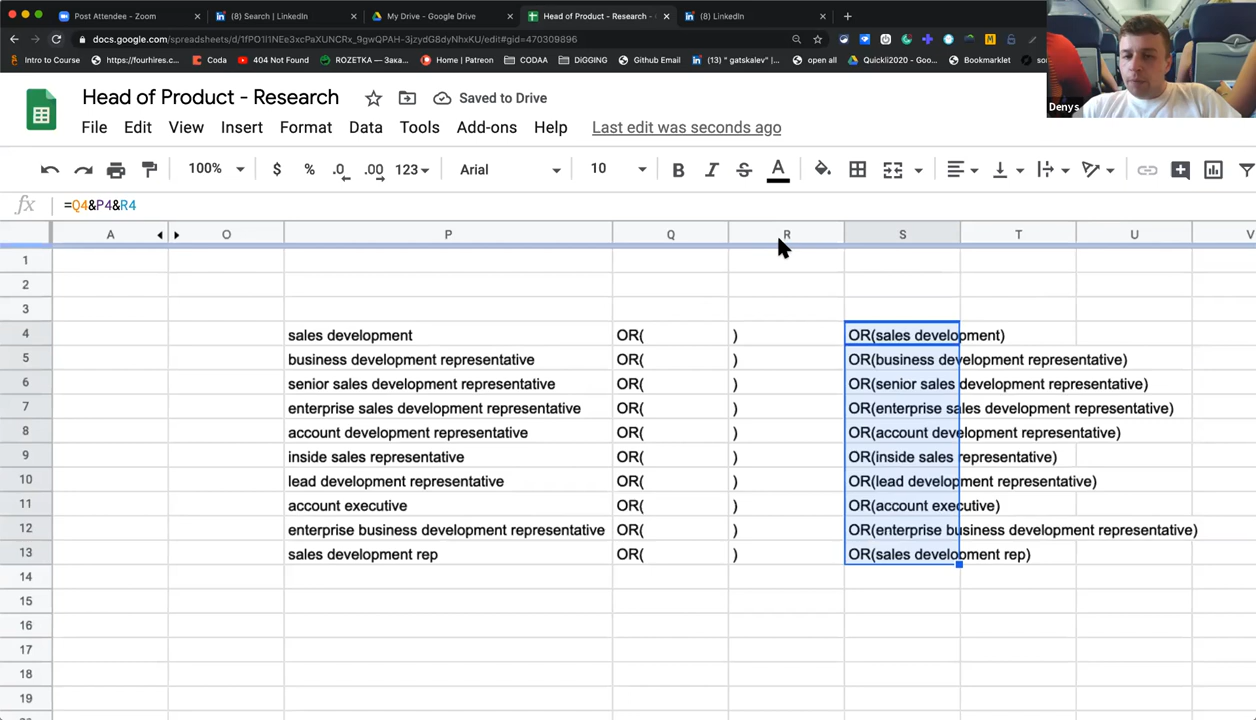 Post Attendee - Zoom
(8) Search | LinkedIn
My Drive - Google Drive
Head of Product - Research -
(8) LinkedIn
docs.google.com/spreadsheets/d/1fPO1I1NEe3xcPaXUNCRx_9gwQPAH-3jzydG8dyNhxKU/edit#gid=470309896
Intro to Course
https://fourhires.c...
Coda
404 Not Found
ROZETKA — Зака...
Home | Patreon
CODAA
DiGGING
Github Email
(13) " gatskalev" |...
open all
Quickli2020 - Goo...
Bookmarklet
Denys
Head of Product - Research
Saved to Drive
File Edit View Insert Format Data Tools Add-ons Help Last edit was seconds ago
100% $ % .0 .00 123 Arial 10 B I S A
fx =Q4&P4&R4
A O P Q R S T U V
1
2
3
4 sales development OR( ) OR(sales development)
5 business development representative OR( ) OR(business development representative)
6 senior sales development representative OR( ) OR(senior sales development representative)
7 enterprise sales development representative OR( ) OR(enterprise sales development representative)
8 account development representative OR( ) OR(account development representative)
9 inside sales representative OR( ) OR(inside sales representative)
10 lead development representative OR( ) OR(lead development representative)
11 account executive OR( ) OR(account executive)
12 enterprise business development representative OR( ) OR(enterprise business development representative)
13 sales development rep OR( ) OR(sales development rep)
14
15
16
17
18
19